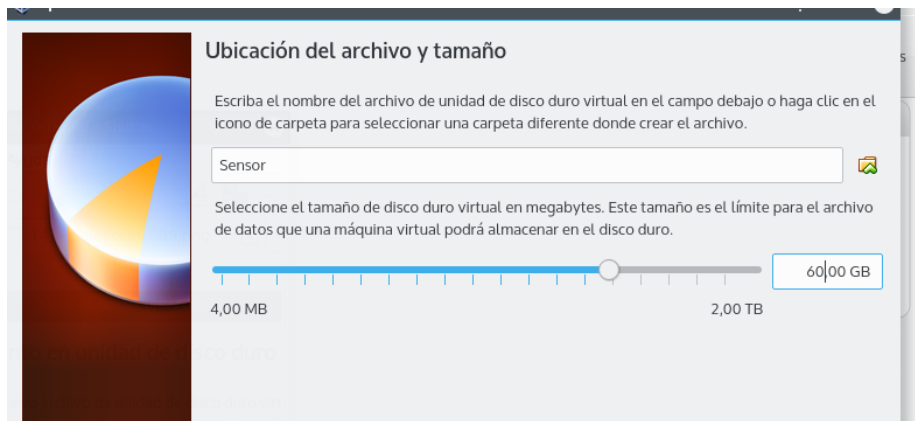 Ubicación del archivo y tamaño
Escriba el nombre del archivo de unidad de disco duro virtual en el campo debajo o haga clic en el
icono de carpeta para seleccionar una carpeta diferente donde crear el archivo.
Sensor
Seleccione el tamaño de disco duro virtual en megabytes. Este tamaño es el límite para el archivo
de datos que una máquina virtual podrá almacenar en el disco duro.
60,00 GB
4,00 MB
2,00 TB